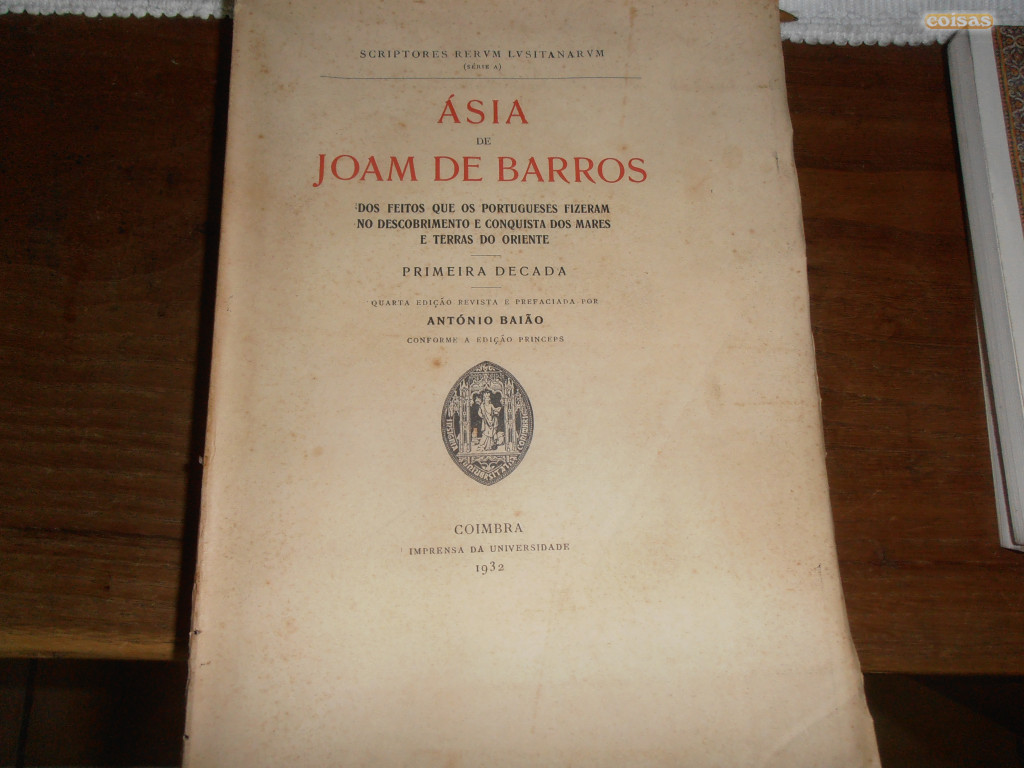 coisas
SCRIPTORES RERVM LVSITANARVM
(SÉRIE A)
ÁSIA
DE
JOAM DE BARROS
DOS FEITOS QUE OS PORTUGUESES FIZERAM
NO DESCOBRIMENTO E CONQUISTA DOS MARES
E TERRAS DO ORIENTE
PRIMEIRA DECADA
QUARTA EDIÇÃO REVISTA E PREFACIADA POR
ANTÓNIO BAIÃO
CONFORME A EDIÇÃO PRINCEPS
INSIGNIA
UNIVERSITATIS
COIMBRA
IMPRENSA DA UNIVERSIDADE
1932